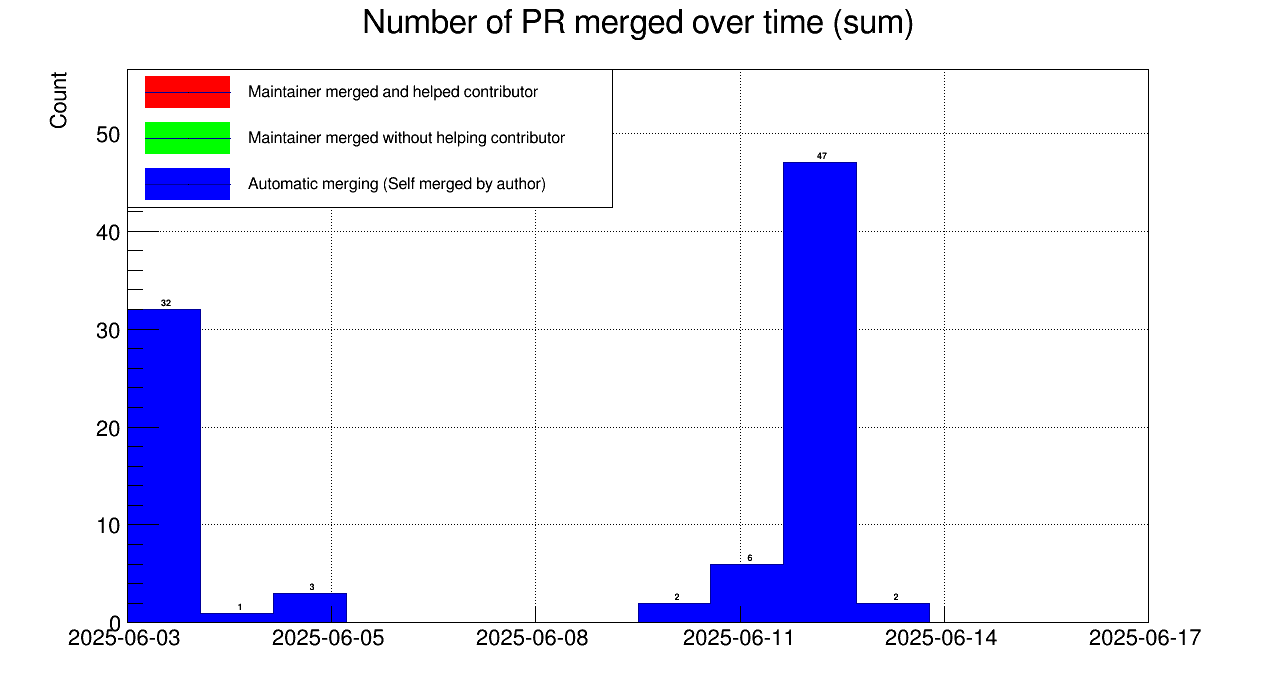 Number of PR merged over time (sum)
Count
Maintainer merged and helped contributor
Maintainer merged without helping contributor
Automatic merging (Self merged by author)
50
40
30
20
10
0
47
32
6
3
2
2
1
2025-06-03 2025-06-05 2025-06-08 2025-06-11 2025-06-14 2025-06-17